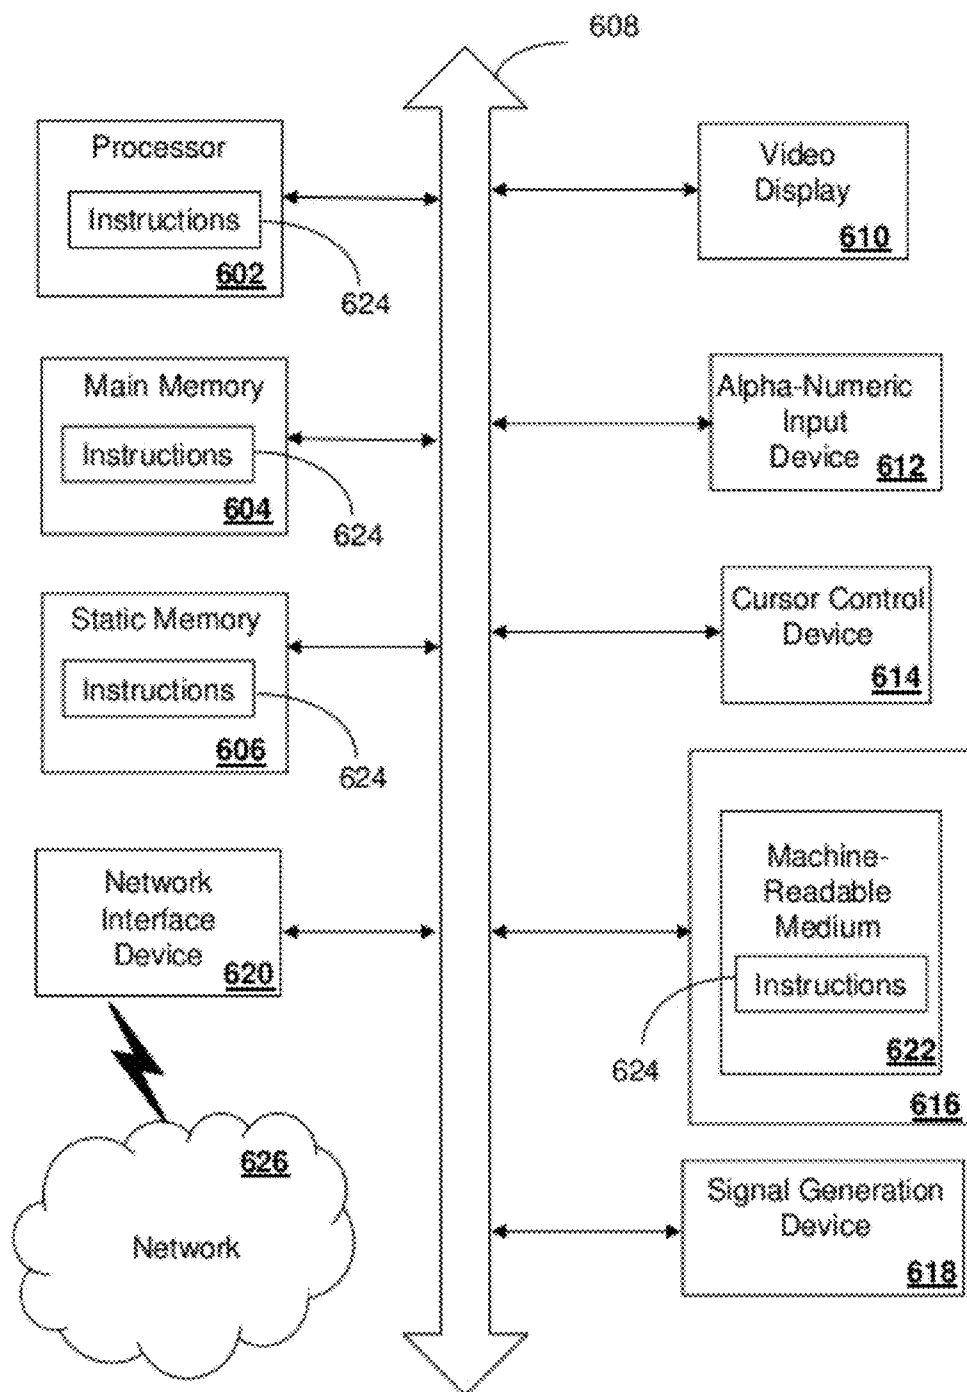 608
Processor
Instructions
602
624
Main Memory
Instructions
604
624
Static Memory
Instructions
606
624
Network
Interface
Device
620
626
Network
Video
Display
610
Alpha-Numeric
Input
Device
612
Cursor Control
Device
614
Machine-
Readable
Medium
Instructions
622
624
616
Signal Generation
Device
618